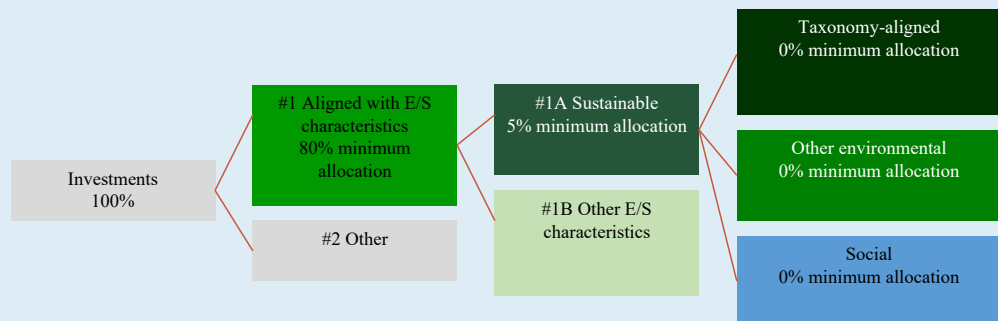 Investments
100%
#1 Aligned with E/S
characteristics
80% minimum
allocation
#2 Other
#1A Sustainable
5% minimum allocation
#1B Other E/S
characteristics
Taxonomy-aligned
0% minimum allocation
Other environmental
0% minimum allocation
Social
0% minimum allocation